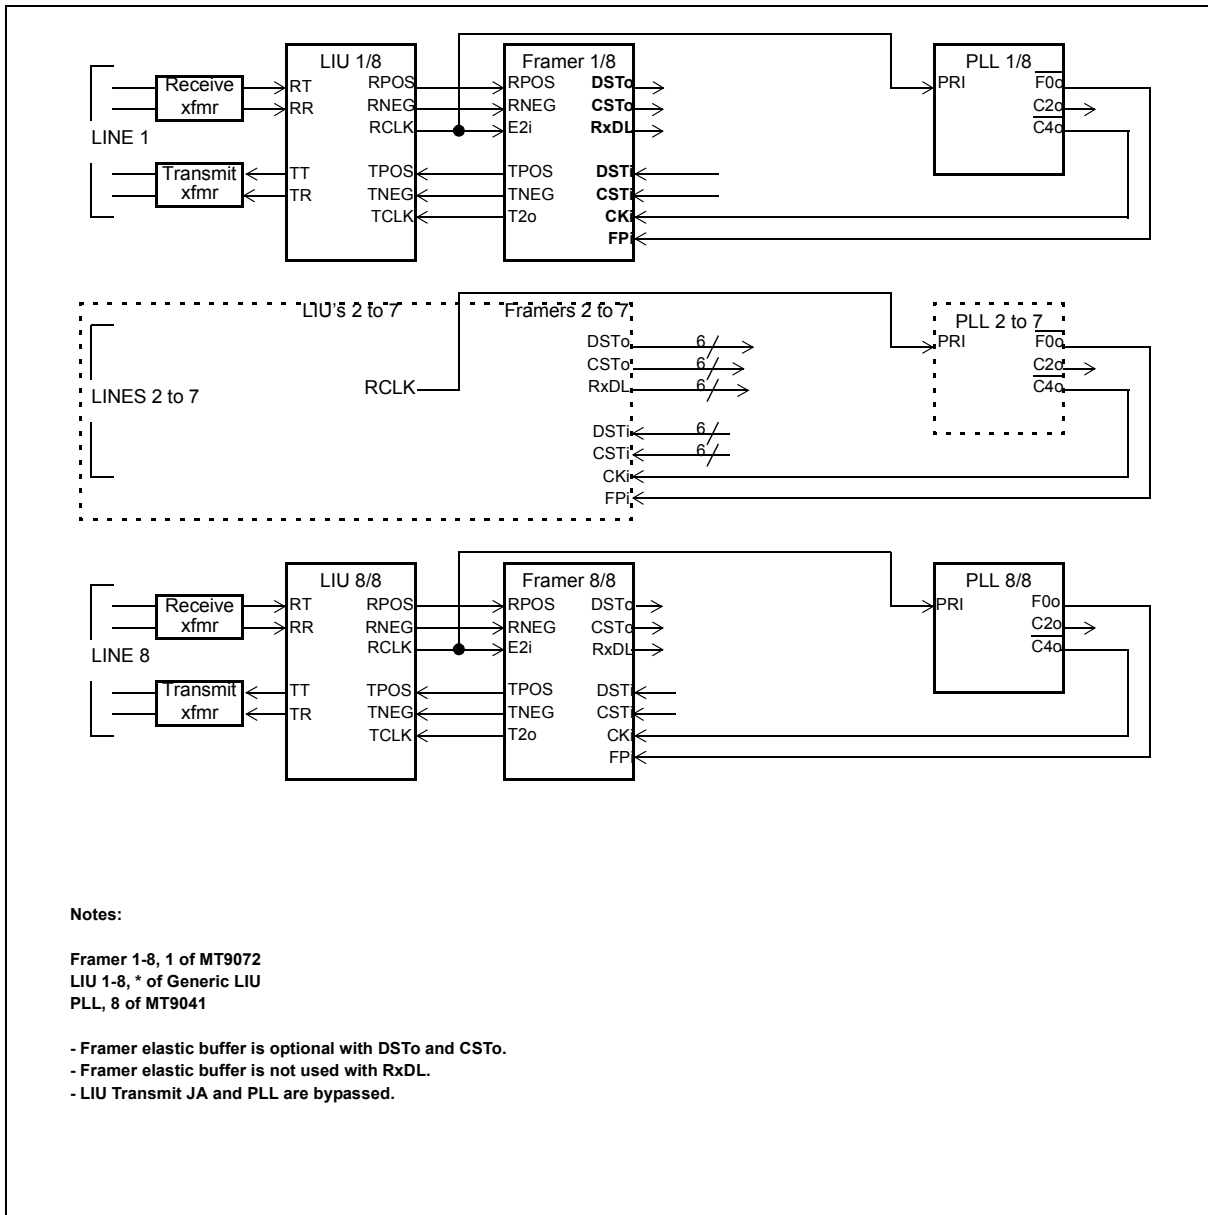 LIU 1/8
Framer 1/8
PLL 1/8
Receive
xfmr
RT
RR
RPOS
RNEG
RCLK
RPOS
RNEG
E2i
DSTo
CSTo
RxDL
PRI
F0o
C2o
C4o
LINE 1
Transmit
xfmr
TT
TR
TPOS
TNEG
TCLK
TPOS
TNEG
T2o
DSTi
CSTi
CKi
FPi
LIU's 2 to 7
Framers 2 to 7
PLL 2 to 7
DSTo
6
CSTo
6
RxDL
6
PRI
F0o
C2o
C4o
LINES 2 to 7
RCLK
DSTi
6
CSTi
6
CKi
FPi
LIU 8/8
Framer 8/8
PLL 8/8
Receive
xfmr
RT
RR
RPOS
RNEG
RCLK
RPOS
RNEG
E2i
DSTo
CSTo
RxDL
PRI
F0o
C2o
C4o
LINE 8
Transmit
xfmr
TT
TR
TPOS
TNEG
TCLK
TPOS
TNEG
T2o
DSTi
CSTi
CKi
FPi
Notes:
Framer 1-8, 1 of MT9072
LIU 1-8, * of Generic LIU
PLL, 8 of MT9041
- Framer elastic buffer is optional with DSTo and CSTo.
- Framer elastic buffer is not used with RxDL.
- LIU Transmit JA and PLL are bypassed.